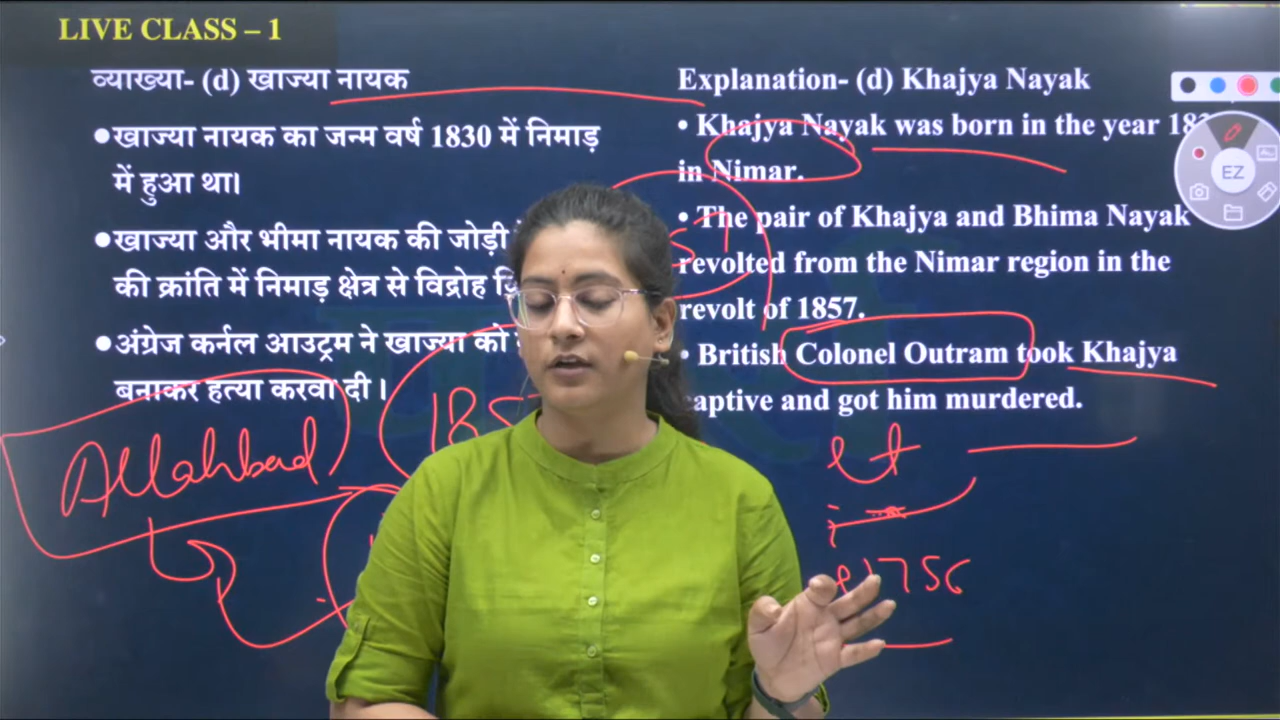 LIVE CLASS – 1
व्याख्या- (d) खाज्या नायक
●खाज्या नायक का जन्म वर्ष 1830 में निमाड़
में हुआ था।
●खाज्या और भीमा नायक की जोड़ी
की क्रांति में निमाड़ क्षेत्र से विद्रोह
●अंग्रेज कर्नल आउट्रम ने खाज्या को
बनाकर हत्या करवा दी।
Allahbad
Explanation- (d) Khajya Nayak
• Khajya Nayak was born in the year
in Nimar.
• The pair of Khajya and Bhima Nayak
revolted from the Nimar region in the
revolt of 1857.
• British Colonel Outram took Khajya
captive and got him murdered.
1756
EZ